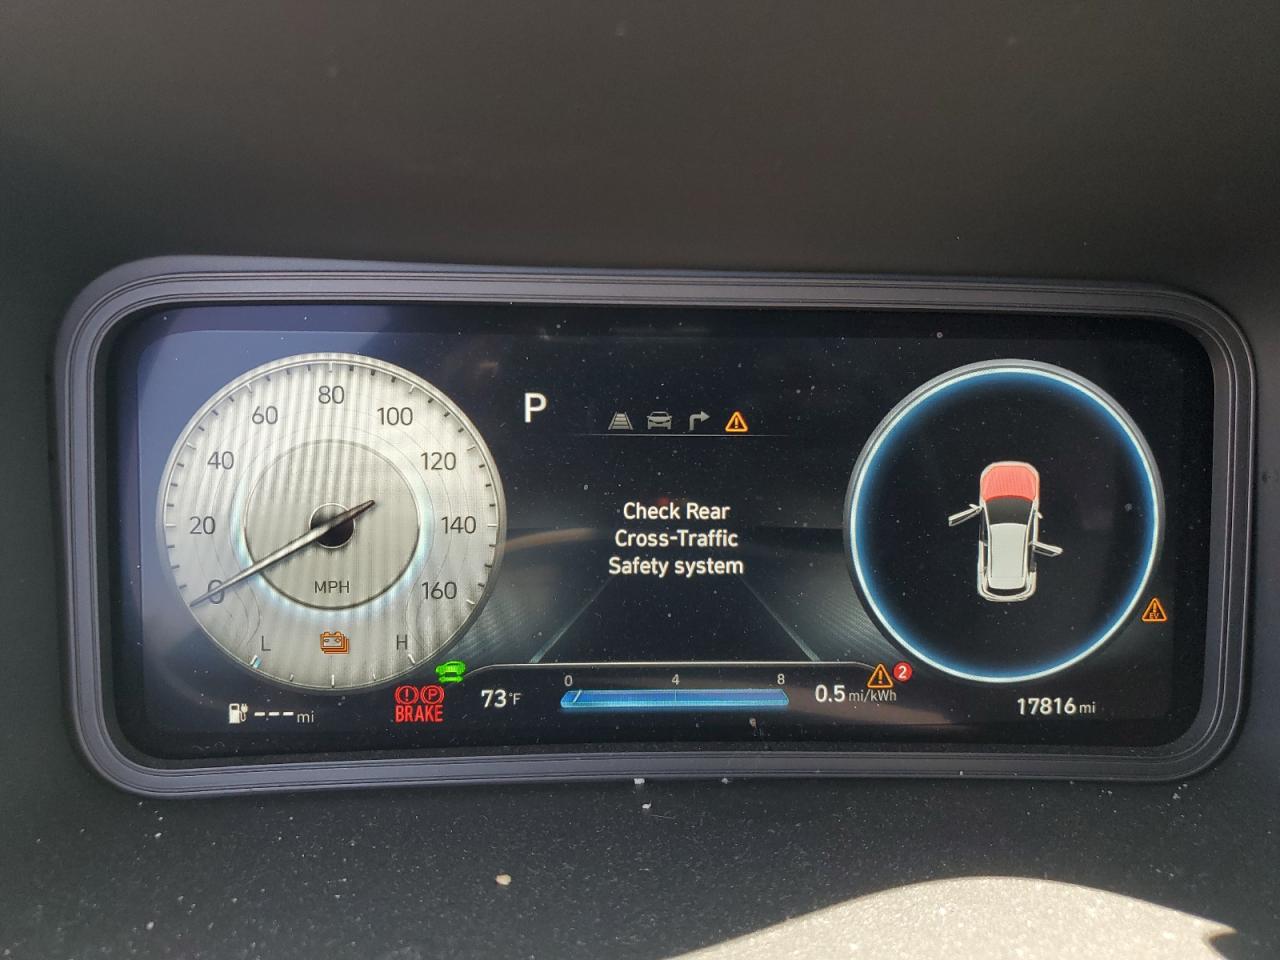 80
60
100
40
120
20
140
0
160
MPH
L
H
P
Check Rear
Cross-Traffic
Safety system
EV
---mi
P
BRAKE
73°F
0
4
8
0.5 mi/kWh
2
17816 mi